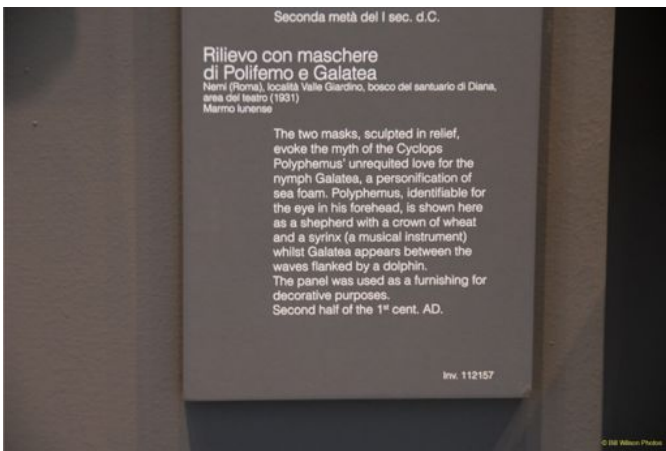 Seconda metà del I sec. d.C.
Rilievo con maschere
di Polifemo e Galatea
Nemi (Roma), località Valle Giardino, bosco del santuario di Diana,
area del teatro (1931)
Marmo lunense
The two masks, sculpted in relief,
evoke the myth of the Cyclops
Polyphemus' unrequited love for the
nymph Galatea, a personification of
sea foam. Polyphemus, identifiable for
the eye in his forehead, is shown here
as a shepherd with a crown of wheat
and a syrinx (a musical instrument)
whilst Galatea appears between the
waves flanked by a dolphin.
The panel was used as a furnishing for
decorative purposes.
Second half of the 1st cent. AD.
Inv. 112157
© Bill Wilson Photos